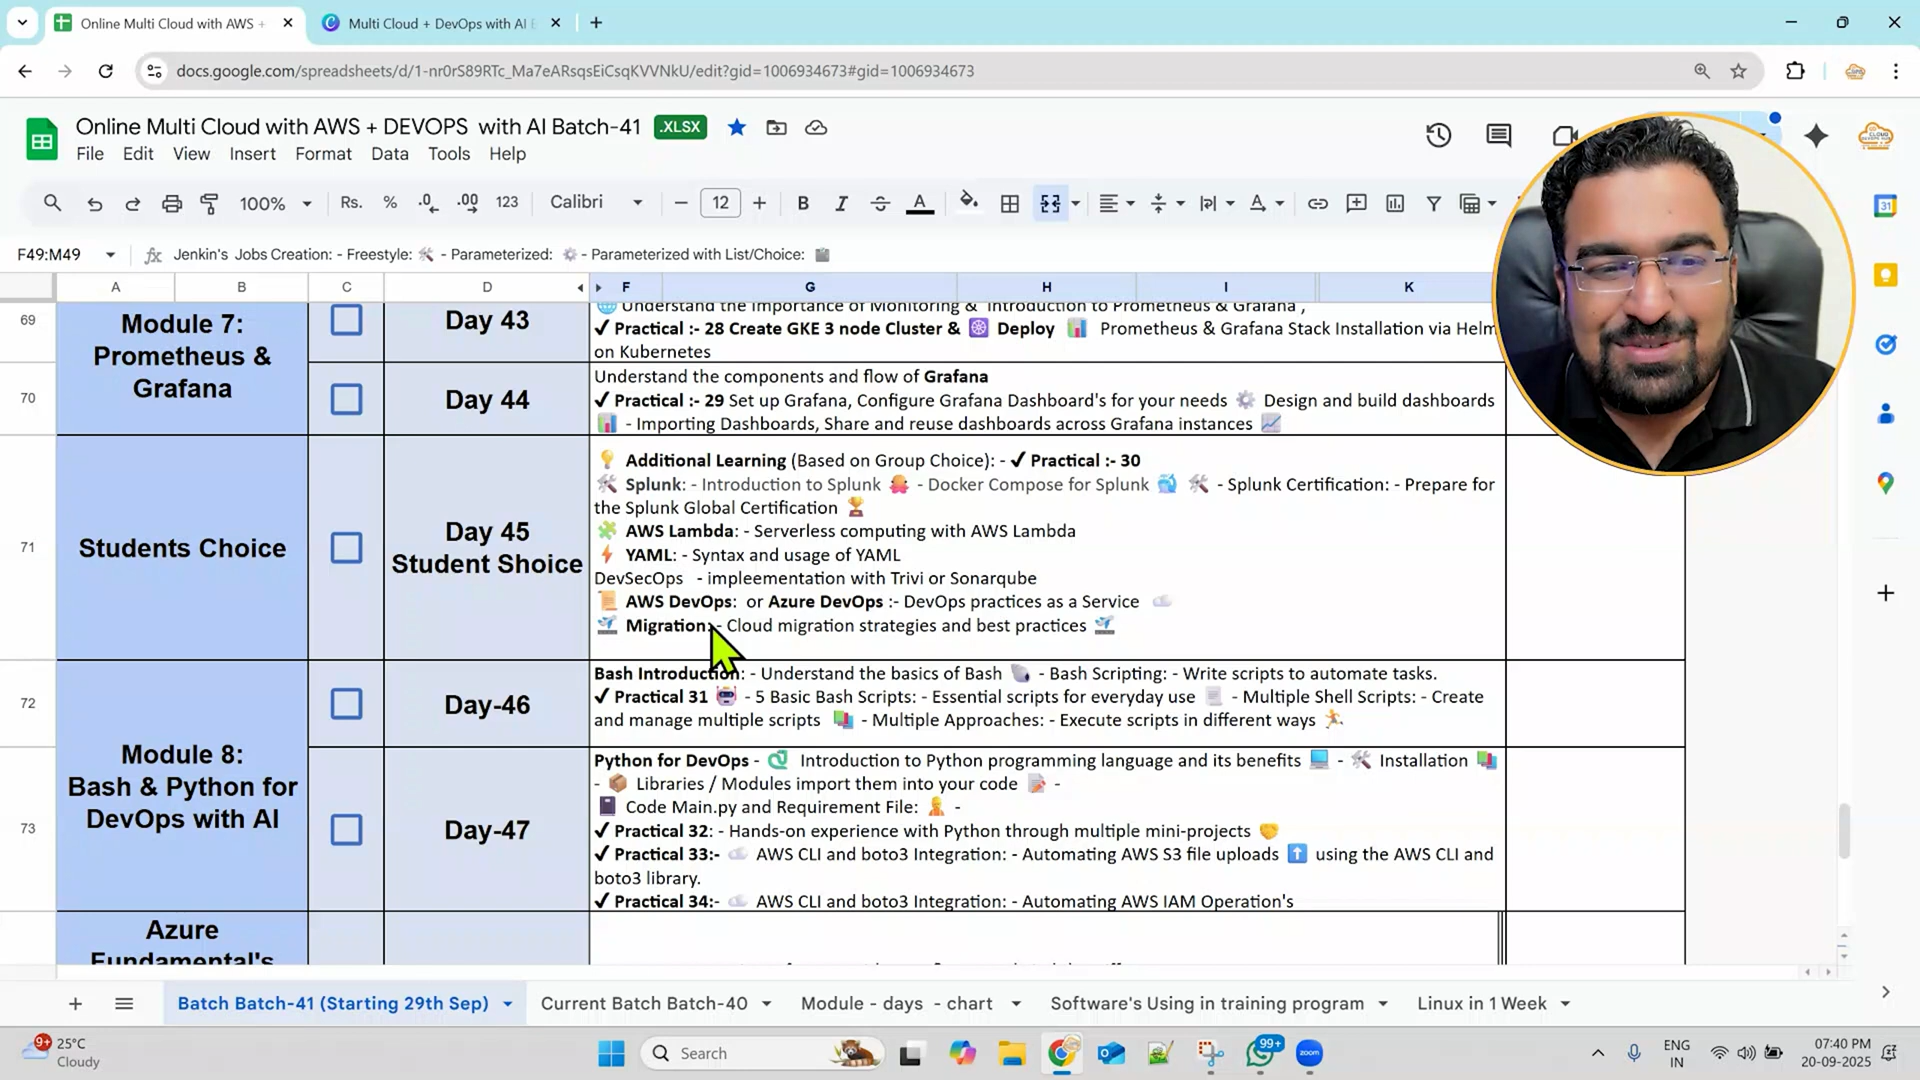 Online Multi Cloud with AWS +
Multi Cloud + DevOps with AI B
docs.google.com/spreadsheets/d/1-nr0rS89RTc_Ma7eARsqsEiCsqKVVNkU/edit?gid=1006934673#gid=1006934673
Online Multi Cloud with AWS + DEVOPS with AI Batch-41 .XLSX
File Edit View Insert Format Data Tools Help
100% Rs. % .0 .00 123 Calibri 12 B I S A
F49:M49 fx Jenkin's Jobs Creation: - Freestyle: 🛠 - Parameterized: ⚙ - Parameterized with List/Choice: 📋
A B C D F G H I K
69
Module 7:
Prometheus &
Grafana
Day 43
🌐 Understand the Importance of Monitoring & Introduction to Prometheus & Grafana ,
✔ Practical :- 28 Create GKE 3 node Cluster & ☸ Deploy 📊 Prometheus & Grafana Stack Installation via Helm
on Kubernetes
70
Day 44
Understand the components and flow of Grafana
✔ Practical :- 29 Set up Grafana, Configure Grafana Dashboard's for your needs ⚙ Design and build dashboards
📊 - Importing Dashboards, Share and reuse dashboards across Grafana instances 📈
71
Students Choice
Day 45
Student Shoice
💡 Additional Learning (Based on Group Choice): - ✔ Practical :- 30
🛠 Splunk: - Introduction to Splunk 🐙 - Docker Compose for Splunk 🐳 🛠 - Splunk Certification: - Prepare for
the Splunk Global Certification 🏆
🧩 AWS Lambda: - Serverless computing with AWS Lambda
⚡ YAML: - Syntax and usage of YAML
DevSecOps - impleementation with Trivi or Sonarqube
📜 AWS DevOps: or Azure DevOps :- DevOps practices as a Service ☁
🛫 Migration: - Cloud migration strategies and best practices 🛫
72
Day-46
Bash Introduction: - Understand the basics of Bash 🐚 - Bash Scripting: - Write scripts to automate tasks.
✔ Practical 31 🤖 - 5 Basic Bash Scripts: - Essential scripts for everyday use 📃 - Multiple Shell Scripts: - Create
and manage multiple scripts 📚 - Multiple Approaches: - Execute scripts in different ways 🏃
Module 8:
Bash & Python for
DevOps with AI
73
Day-47
Python for DevOps - Introduction to Python programming language and its benefits 💻 - 🛠 Installation 📚
- 📦 Libraries / Modules import them into your code 📝 -
📓 Code Main.py and Requirement File: -
✔ Practical 32: - Hands-on experience with Python through multiple mini-projects 🤝
✔ Practical 33:- ☁ AWS CLI and boto3 Integration: - Automating AWS S3 file uploads ⬆ using the AWS CLI and
boto3 library.
✔ Practical 34:- ☁ AWS CLI and boto3 Integration: - Automating AWS IAM Operation's
Azure
Fundamental's
Batch Batch-41 (Starting 29th Sep) Current Batch Batch-40 Module - days - chart Software's Using in training program Linux in 1 Week
9+ 25°C
Cloudy
Search
99+
zoom
ENG
IN
07:40 PM
20-09-2025